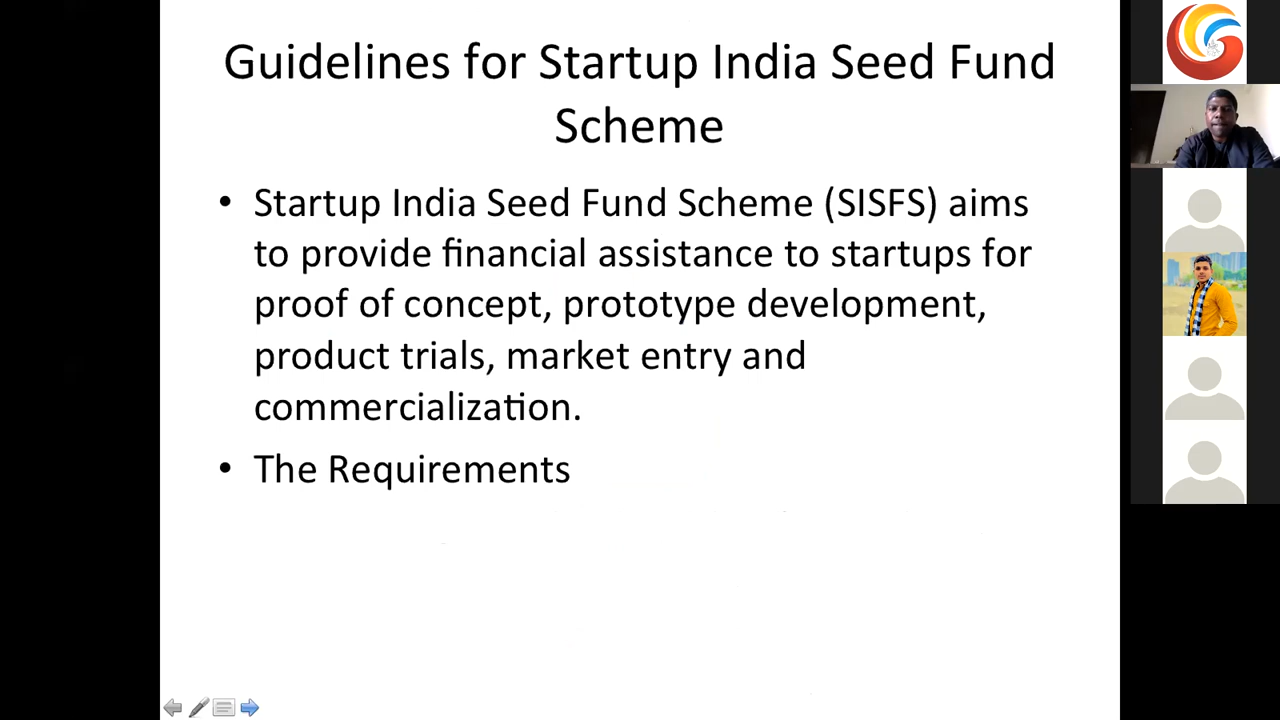 Guidelines for Startup India Seed Fund
Scheme
• Startup India Seed Fund Scheme (SISFS) aims
to provide financial assistance to startups for
proof of concept, prototype development,
product trials, market entry and
commercialization.
• The Requirements